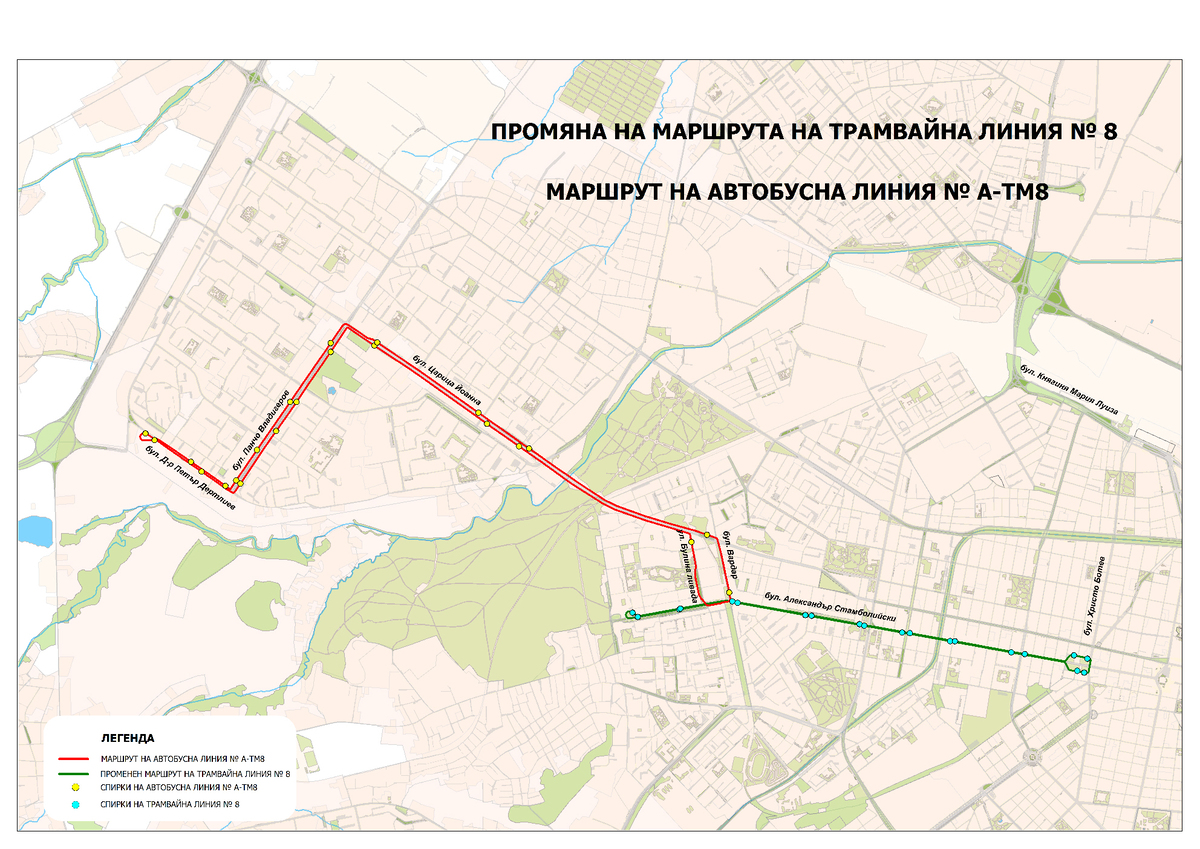 ПРОМЯНА НА МАРШРУТА НА ТРАМВАЙНА ЛИНИЯ № 8
МАРШРУТ НА АВТОБУСНА ЛИНИЯ № А-ТМ8
бул. Царица Йоанна
бул. Княгиня Мария Луиза
бул. Панчо Владигеров
бул. Д-р Петър Дертлиев
ул. Булина ливада
бул. Вардар
бул. Александър Стамболийски
бул. Христо Ботев
ЛЕГЕНДА
МАРШРУТ НА АВТОБУСНА ЛИНИЯ № А-ТМ8
ПРОМЕНЕН МАРШРУТ НА ТРАМВАЙНА ЛИНИЯ № 8
СПИРКИ НА АВТОБУСНА ЛИНИЯ № А-ТМ8
СПИРКИ НА ТРАМВАЙНА ЛИНИЯ № 8